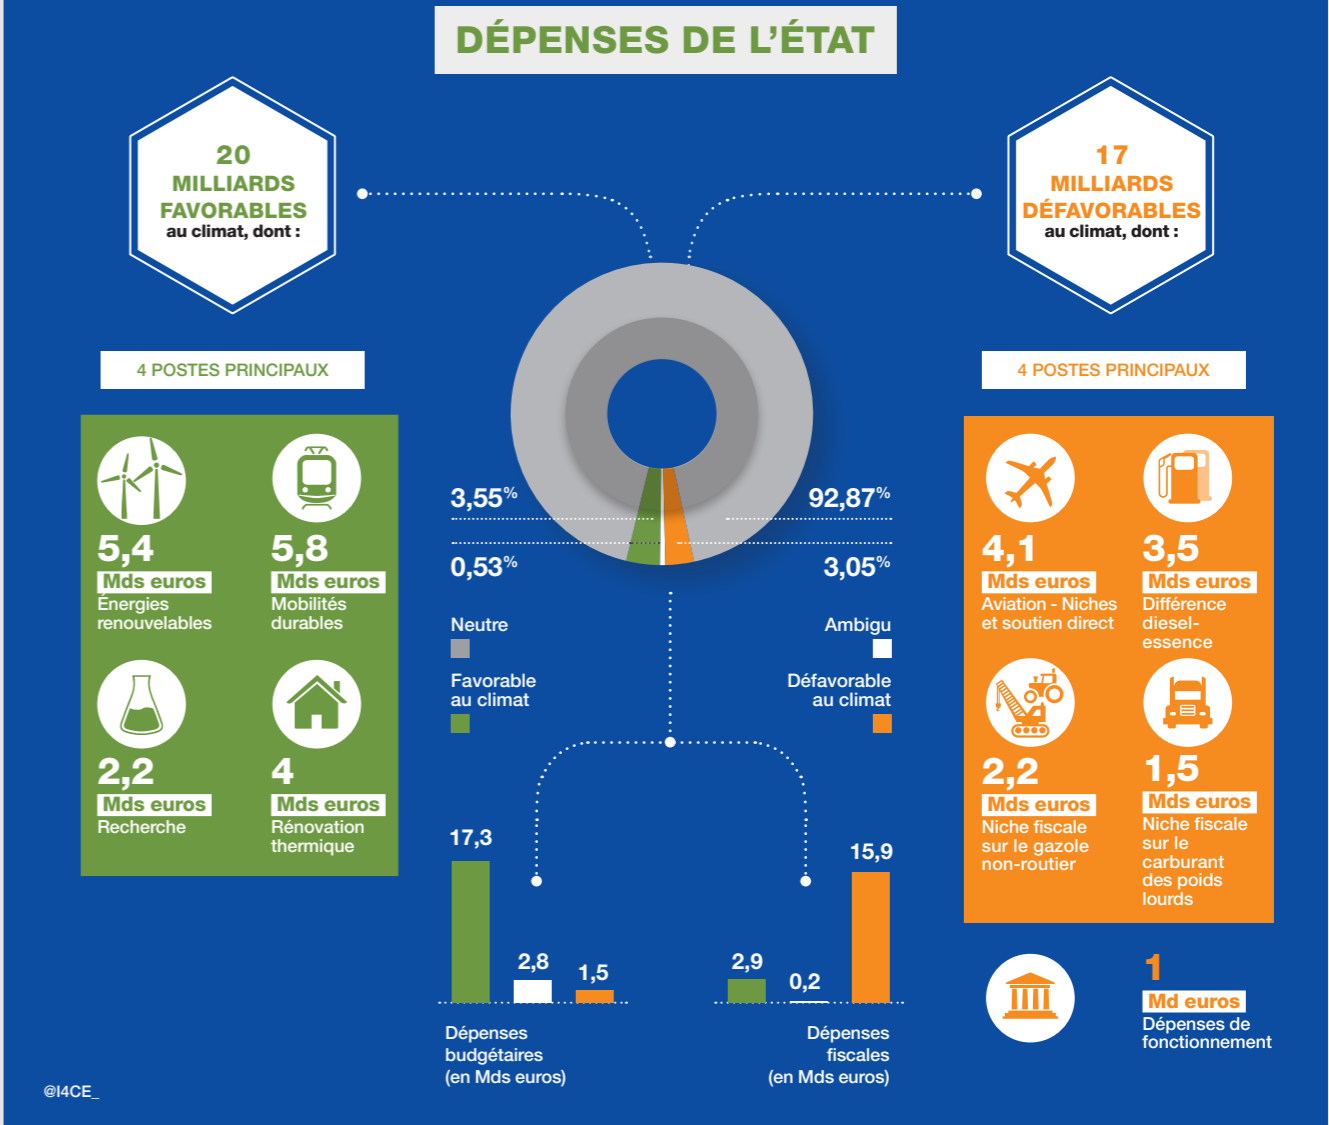 DÉPENSES DE L’ÉTAT
20
MILLIARDS
FAVORABLES
au climat, dont :
17
MILLIARDS
DÉFAVORABLES
au climat, dont :
4 POSTES PRINCIPAUX
5,4
Mds euros
Énergies
renouvelables
5,8
Mds euros
Mobilités
durables
2,2
Mds euros
Recherche
4
Mds euros
Rénovation
thermique
3,55%
92,87%
0,53%
3,05%
Neutre
Ambigu
Favorable
au climat
Défavorable
au climat
17,3
2,8
1,5
Dépenses
budgétaires
(en Mds euros)
2,9
0,2
15,9
Dépenses
fiscales
(en Mds euros)
4 POSTES PRINCIPAUX
4,1
Mds euros
Aviation - Niches
et soutien direct
3,5
Mds euros
Différence
diesel-
essence
2,2
Mds euros
Niche fiscale
sur le gazole
non-routier
1,5
Mds euros
Niche fiscale
sur le
carburant
des poids
lourds
1
Md euros
Dépenses de
fonctionnement
@I4CE_